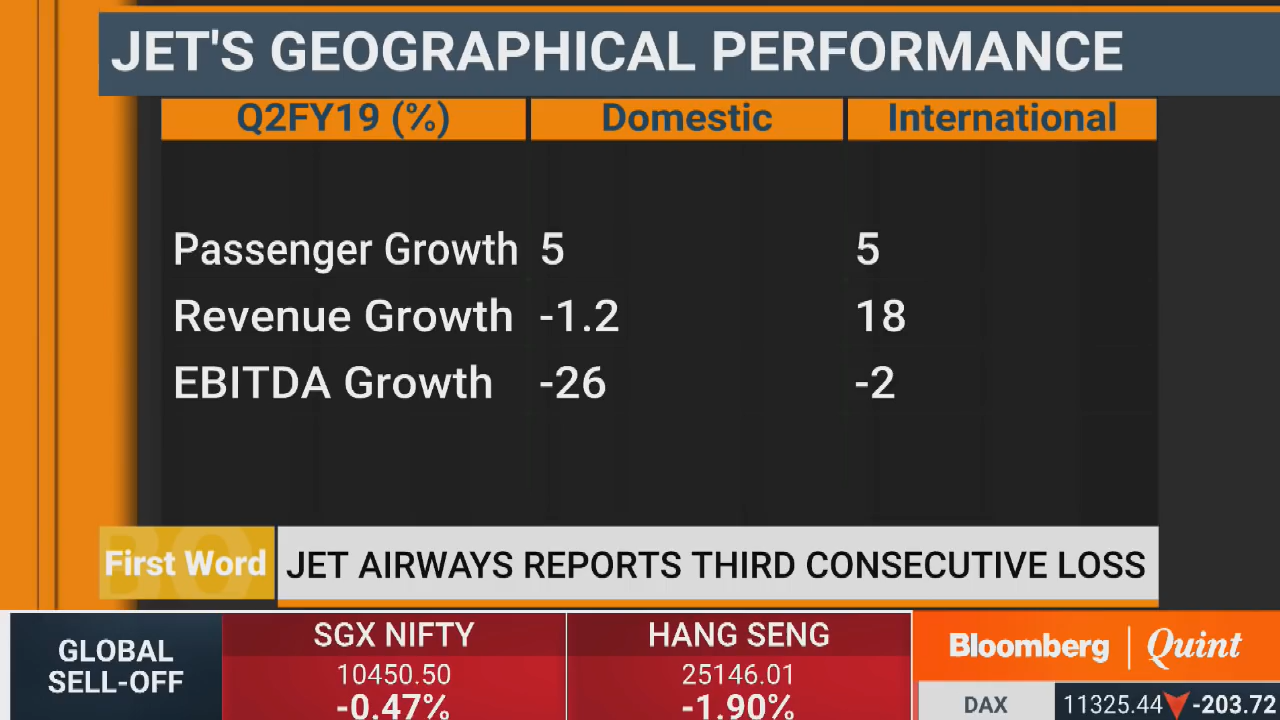 JET'S GEOGRAPHICAL PERFORMANCE
Q2FY19 (%) Domestic International
Passenger Growth 5 5
Revenue Growth -1.2 18
EBITDA Growth -26 -2
First Word JET AIRWAYS REPORTS THIRD CONSECUTIVE LOSS
GLOBAL SELL-OFF
SGX NIFTY
10450.50
-0.47%
HANG SENG
25146.01
-1.90%
Bloomberg | Quint
DAX 11325.44 -203.72